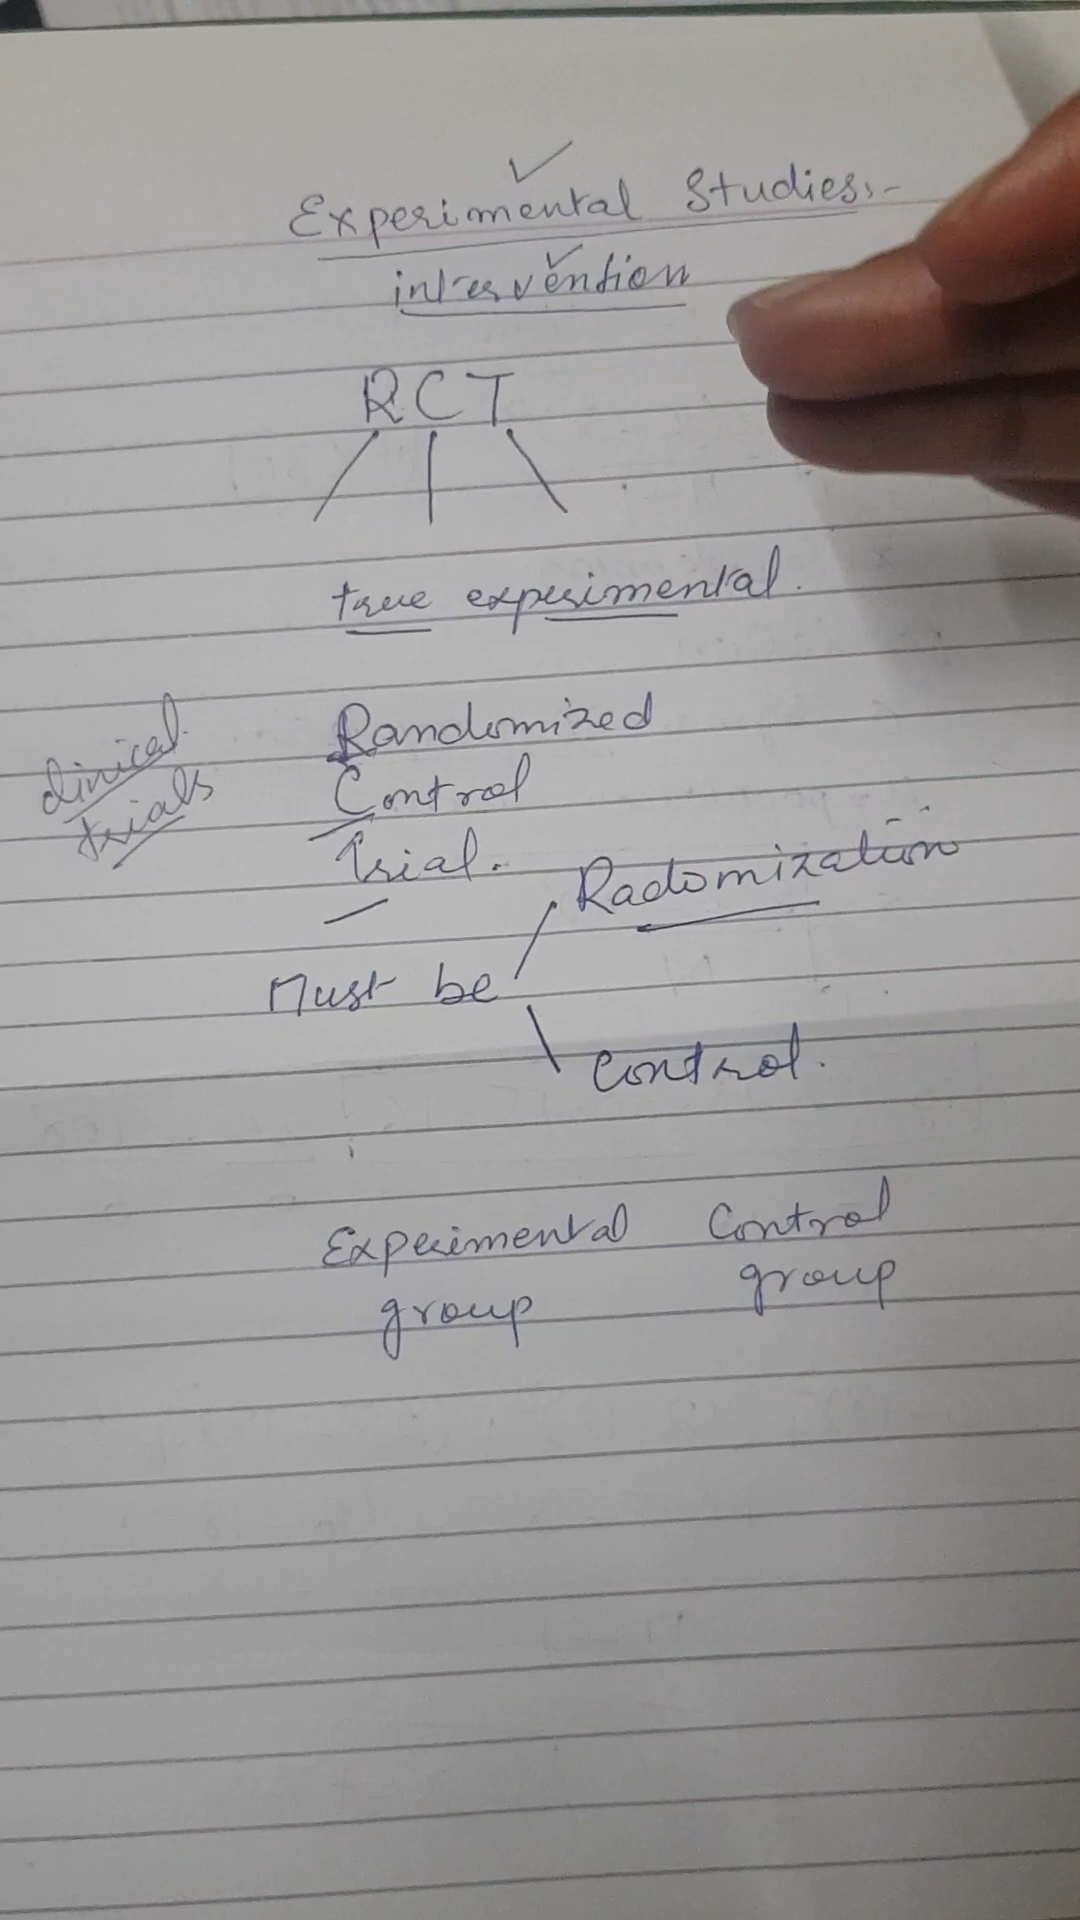 Experimental Studies:-
intervention
RCT
true experimental.
clinical
trials
Randomized
Control
Trial.
Radomization
Must be
Control.
Experimental Control
group group